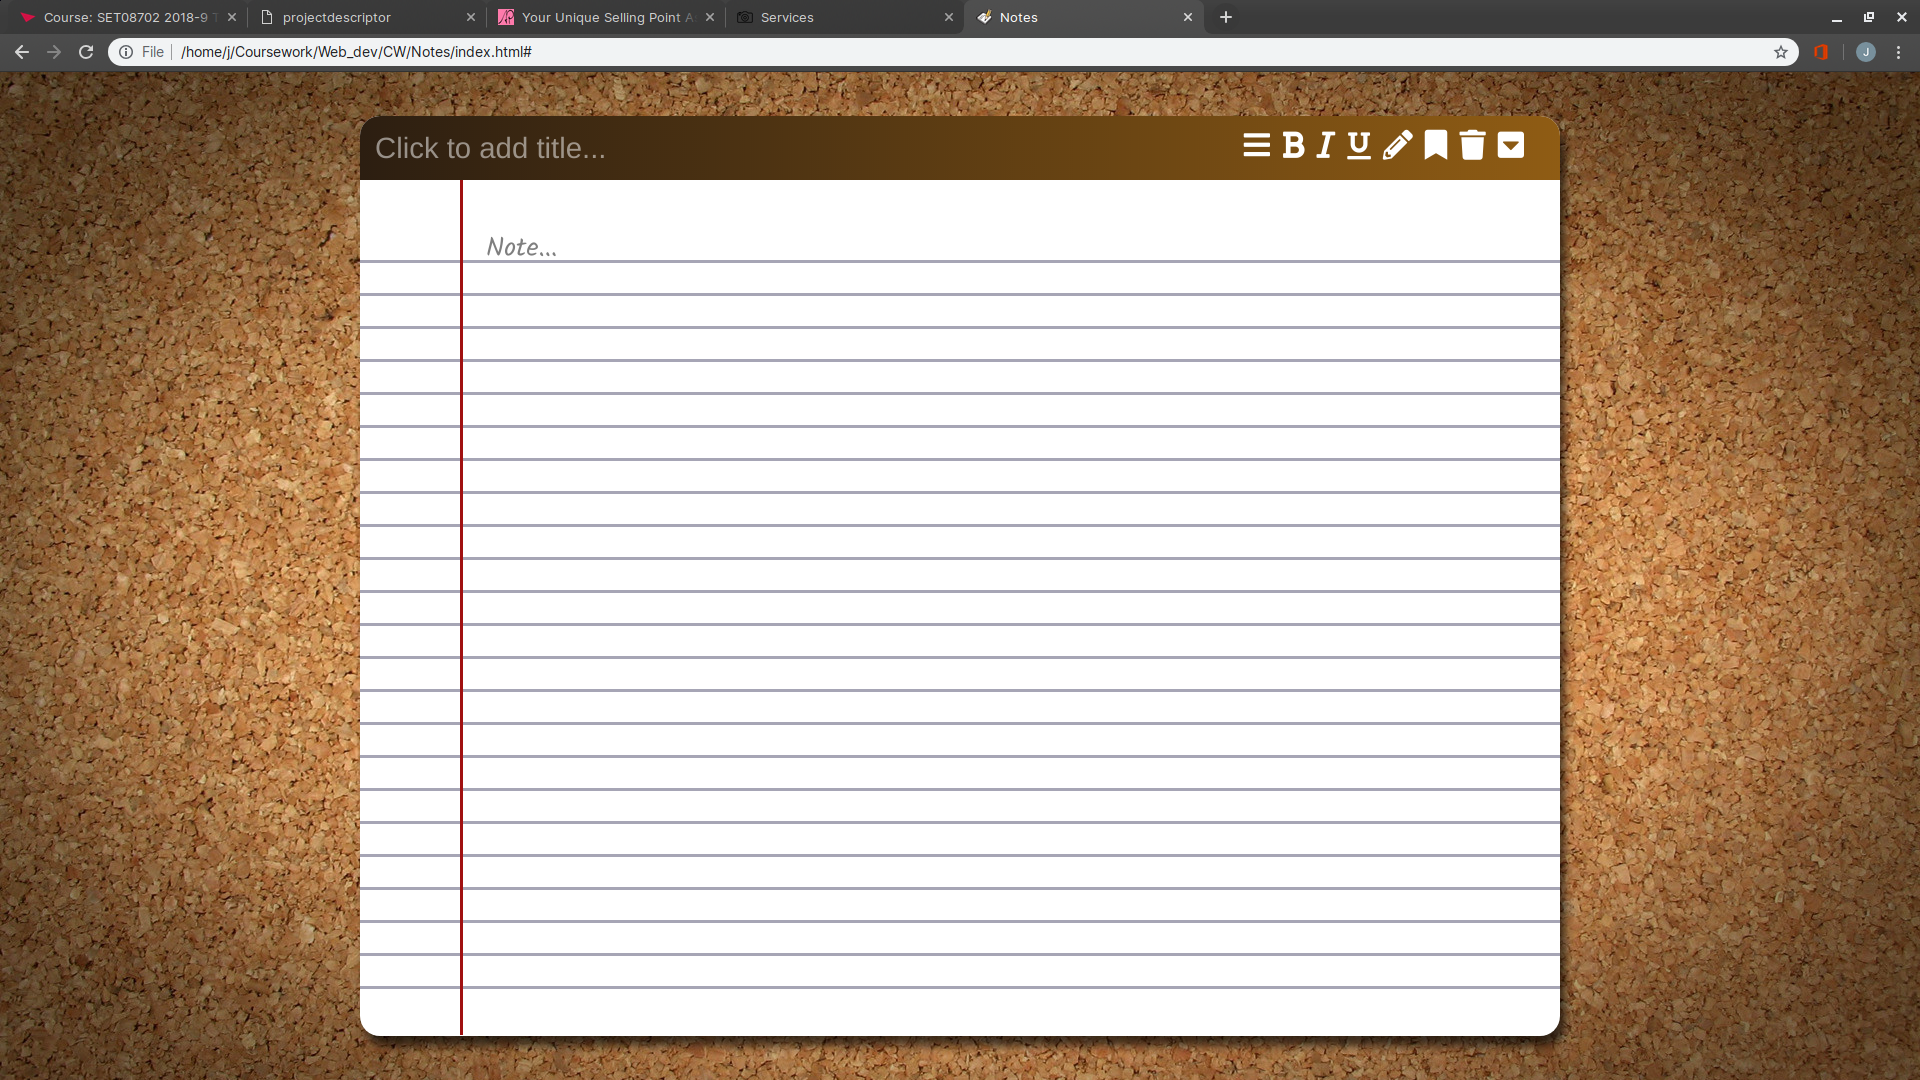 Course: SET08702 2018-9 T
projectdescriptor
Your Unique Selling Point A
Services
Notes
File /home/j/Coursework/Web_dev/CW/Notes/index.html#
J
Click to add title...
B I U
Note...